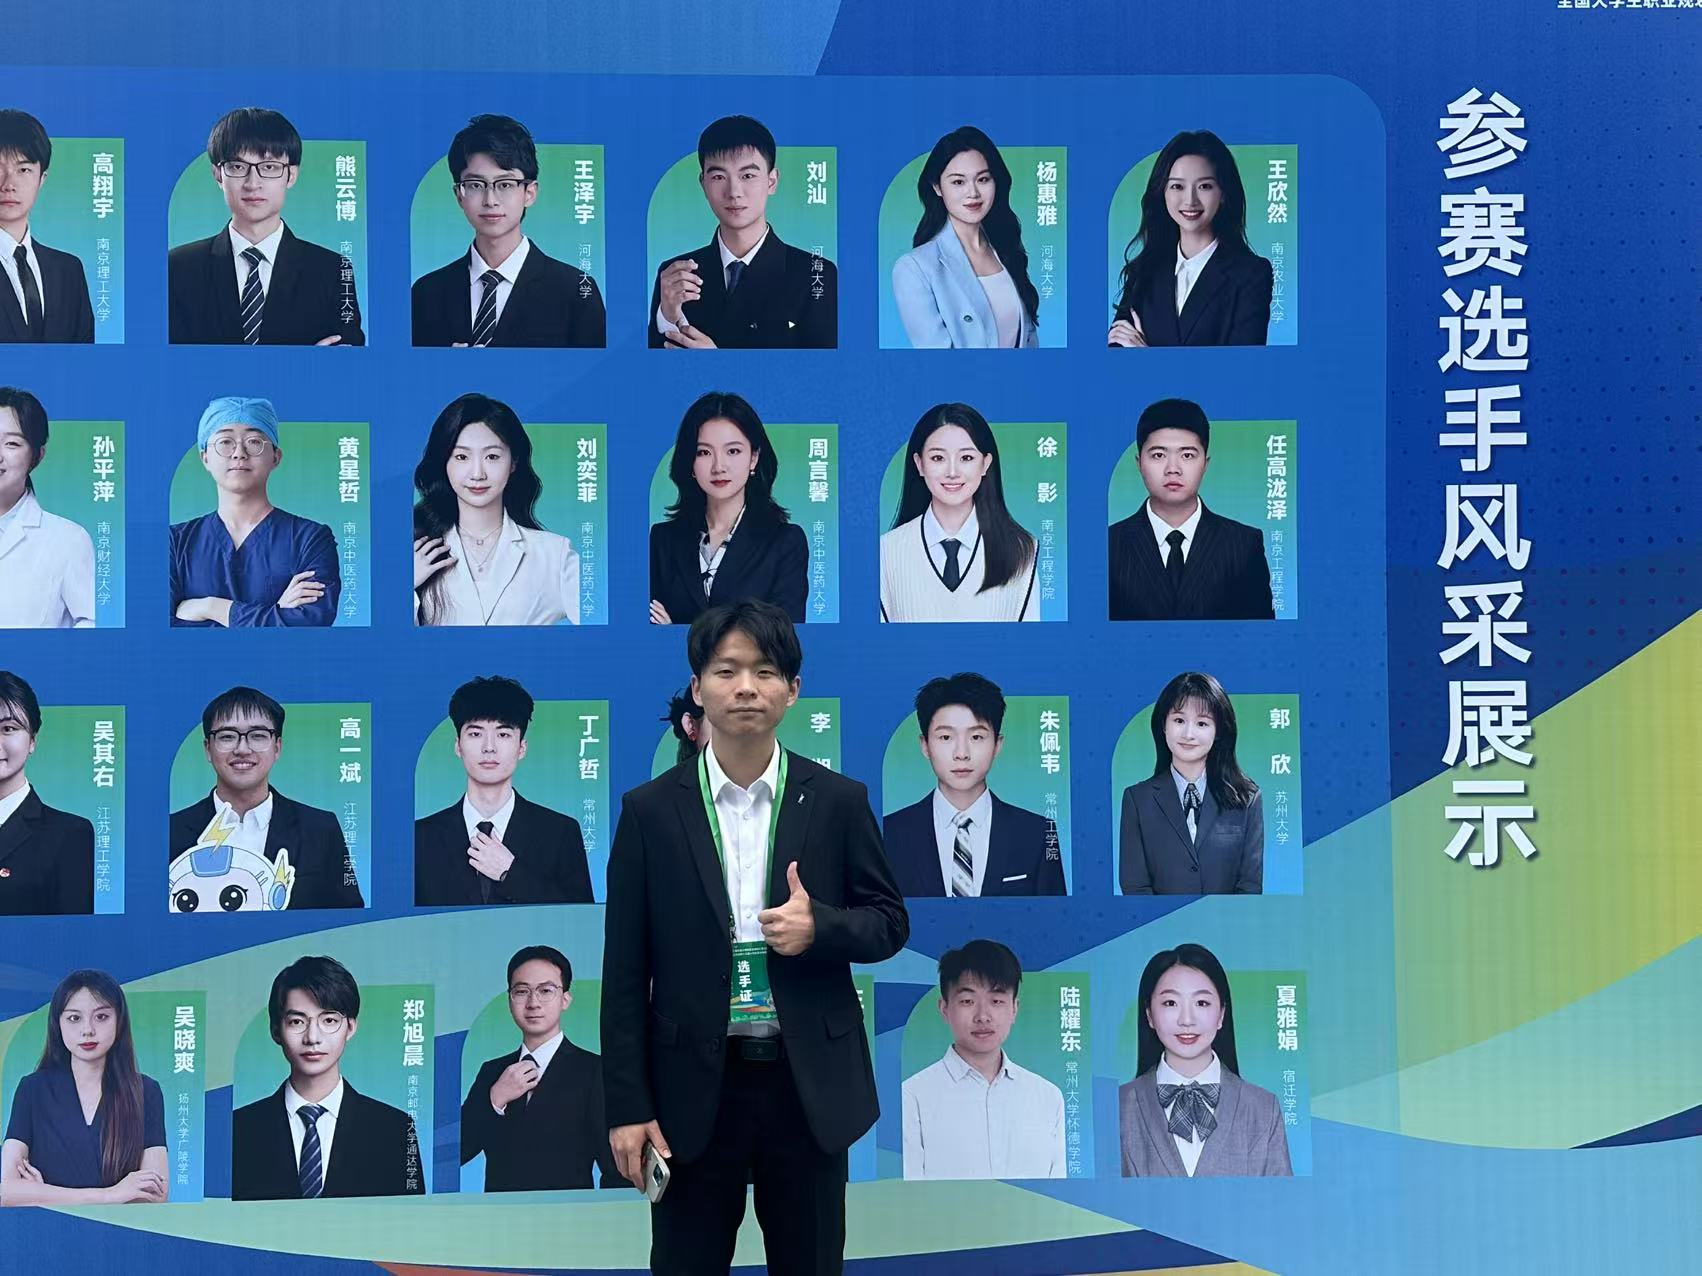 参赛选手风采展示
高翔宇
南京理工大学
熊云博
南京理工大学
王泽宇
河海大学
刘汕
河海大学
杨惠雅
河海大学
王欣然
南京农业大学
孙平萍
南京财经大学
黄星哲
南京中医药大学
刘奕菲
南京中医药大学
周言馨
南京中医药大学
徐影
南京工程学院
任高泷泽
南京工程学院
吴其右
江苏理工学院
高一斌
江苏理工学院
丁广哲
常州大学
李
朱佩韦
常州工学院
郭欣
苏州大学
吴晓爽
扬州大学广陵学院
郑旭晨
南京邮电大学通达学院
陆耀东
常州大学怀德学院
夏雅娟
宿迁学院
选手证